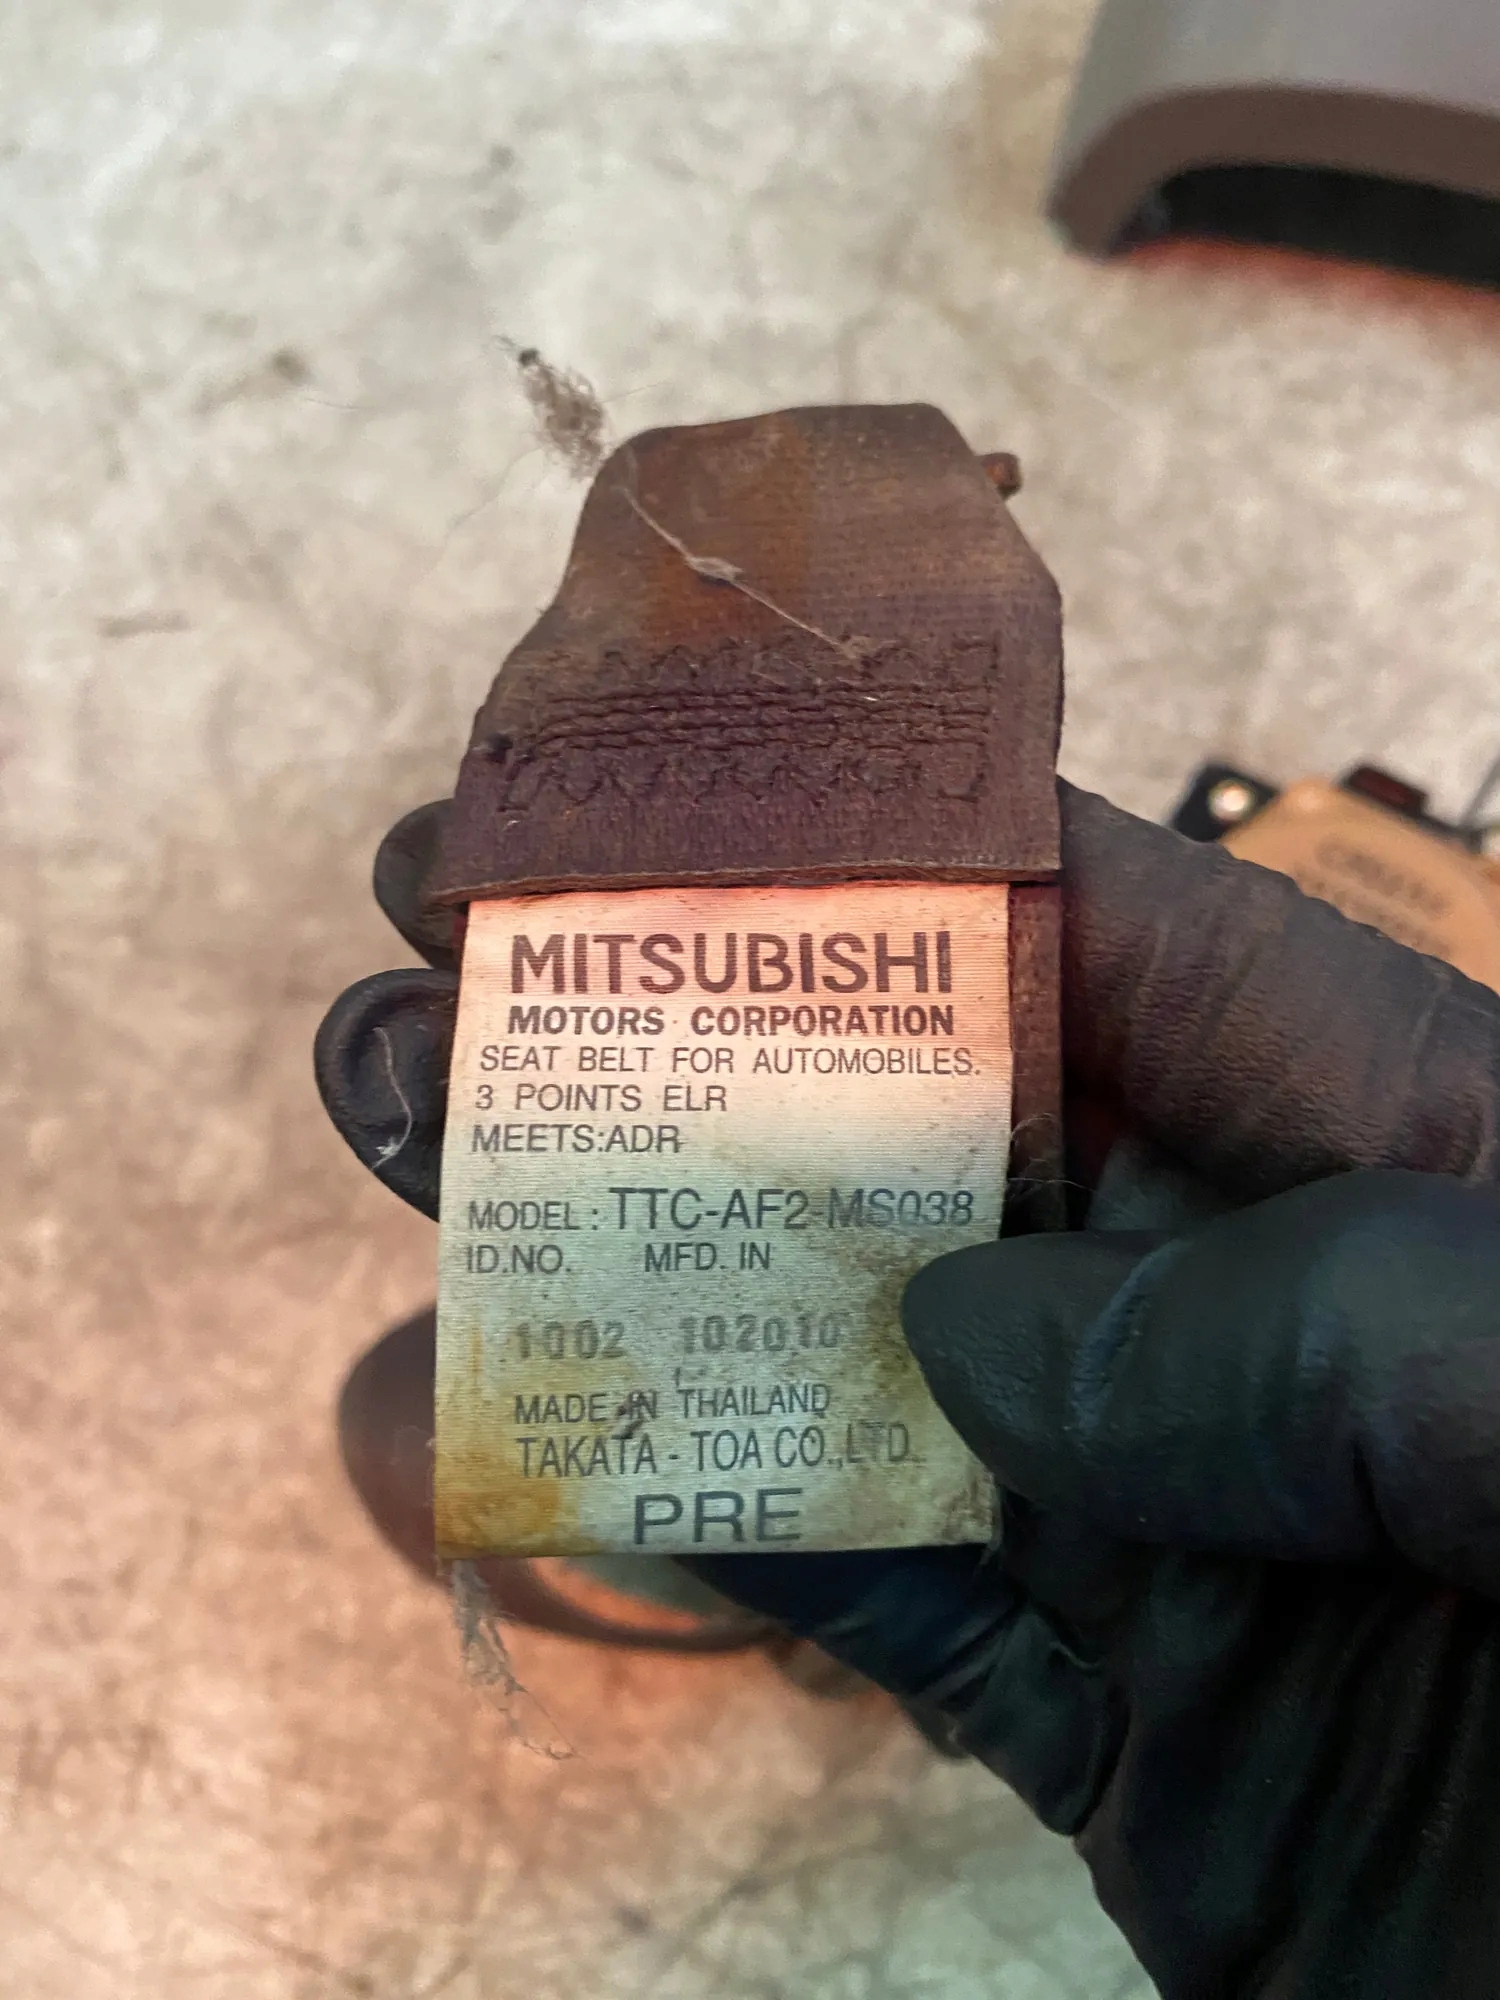 MITSUBISHI
MOTORS CORPORATION
SEAT BELT FOR AUTOMOBILES.
3 POINTS ELR
MEETS:ADR
MODEL : TTC-AF2-MS038
ID.NO. MFD. IN
1002 102010
MADE IN THAILAND
TAKATA - TOA CO.,LTD.
PRE